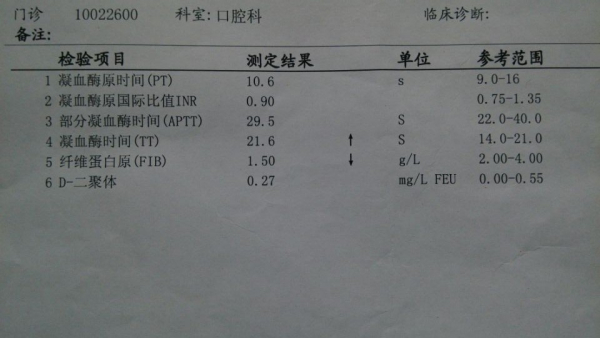 门诊 10022600 科室:口腔科 临床诊断:
备注:
检验项目 测定结果 单位 参考范围
1 凝血酶原时间(PT) 10.6 s 9.0-16
2 凝血酶原国际比值INR 0.90 0.75-1.35
3 部分凝血酶时间(APTT) 29.5 S 22.0-40.0
4 凝血酶时间(TT) 21.6 ↑ S 14.0-21.0
5 纤维蛋白原(FIB) 1.50 ↓ g/L 2.00-4.00
6 D-二聚体 0.27 mg/L FEU 0.00-0.55